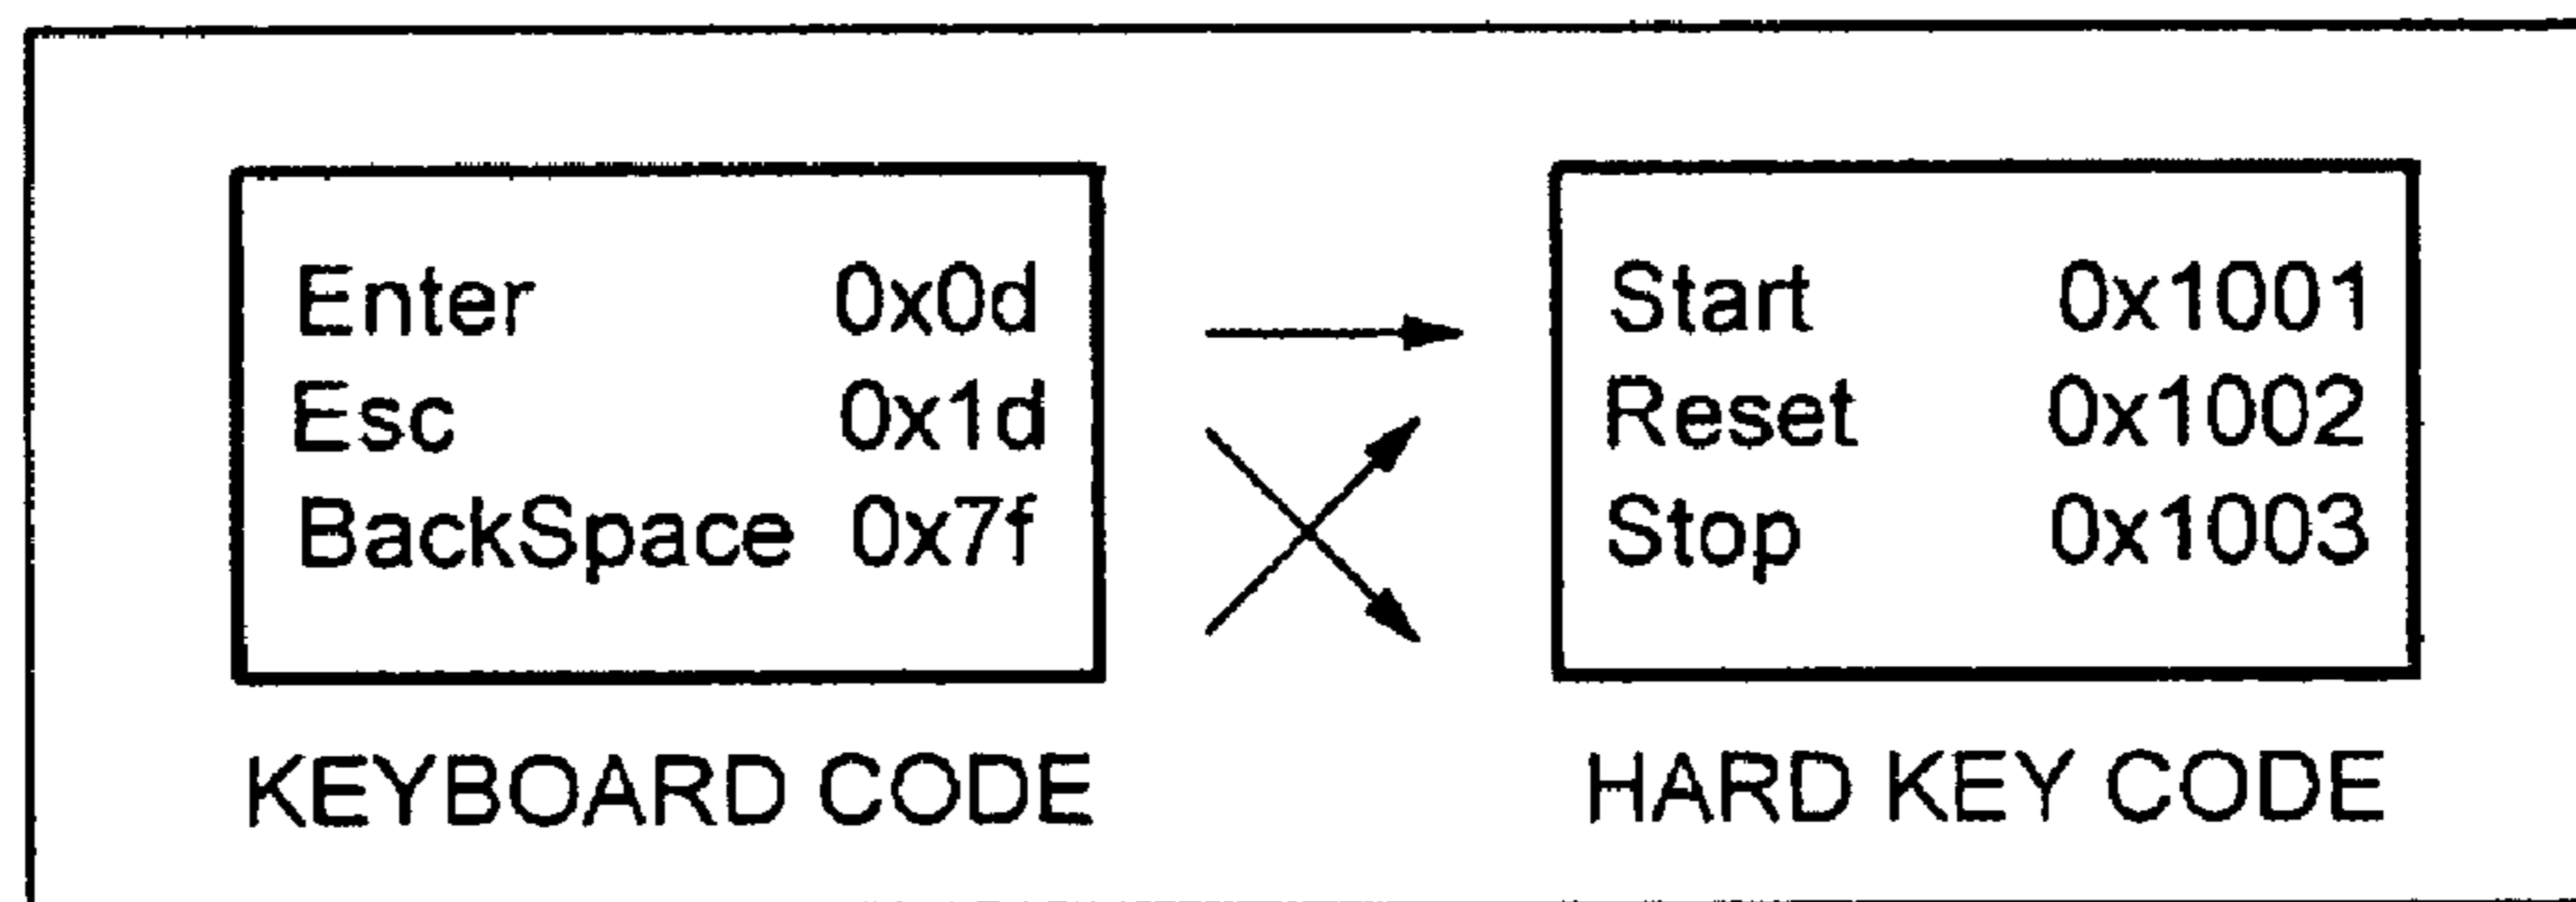 Enter 0x0d
Esc 0x1d
BackSpace 0x7f
KEYBOARD CODE
Start 0x1001
Reset 0x1002
Stop 0x1003
HARD KEY CODE